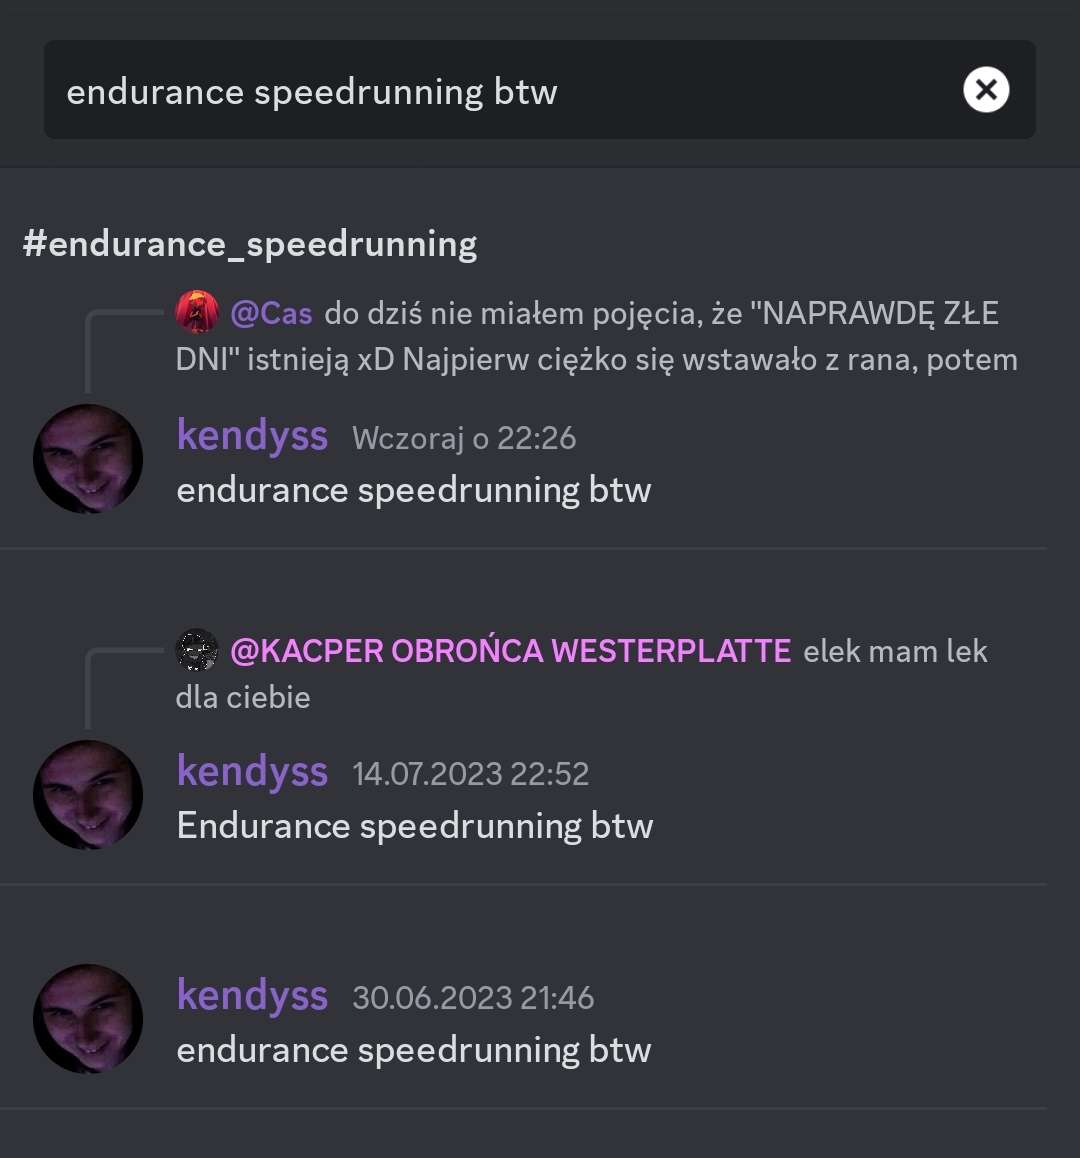 endurance speedrunning btw
#endurance_speedrunning
@Cas do dziś nie miałem pojęcia, że "NAPRAWDĘ ZŁE
DNI" istnieją xD Najpierw ciężko się wstawało z rana, potem
kendyss Wczoraj o 22:26
endurance speedrunning btw
@KACPER OBROŃCA WESTERPLATTE elek mam lek
dla ciebie
kendyss 14.07.2023 22:52
Endurance speedrunning btw
kendyss 30.06.2023 21:46
endurance speedrunning btw